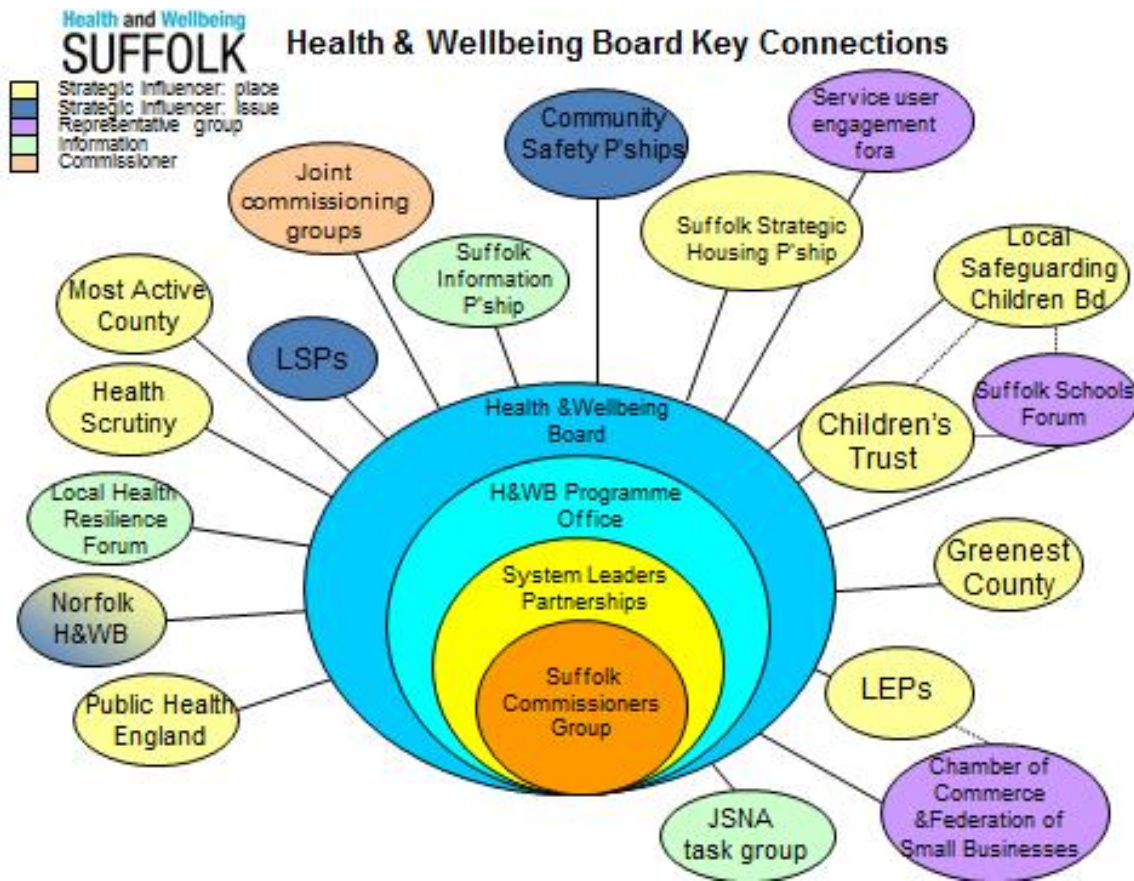 Health and Wellbeing
SUFFOLK
Health & Wellbeing Board Key Connections
Strategic Influencer: place
Strategic Influencer: Issue
Representative group
Information
Commissioner
Joint
commissioning
groups
Community
Safety P'ships
Service user
engagement
fora
Suffolk
Information
P'ship
Suffolk Strategic
Housing P'ship
Local
Safeguarding
Children Bd
Most Active
County
LSPs
Health
Scrutiny
Suffolk Schools
Forum
Children's
Trust
Health &Wellbeing
Board
H&WB Programme
Office
System Leaders
Partnerships
Suffolk
Commissioners
Group
Local Health
Resilience
Forum
Greenest
County
Norfolk
H&WB
Public Health
England
LEPs
Chamber of
Commerce
&Federation of
Small Businesses
JSNA
task group